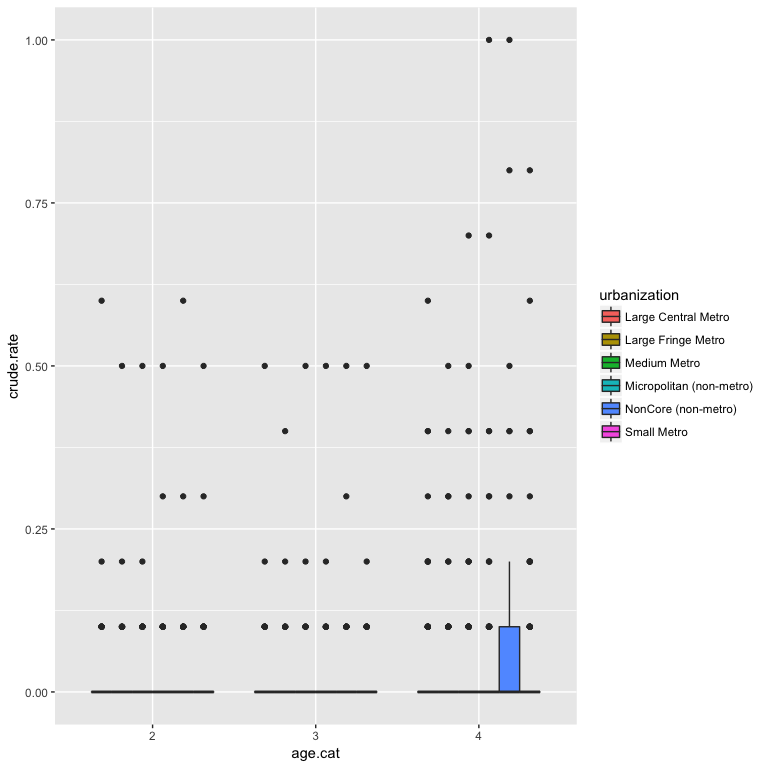 1.00
0.75
0.50
0.25
0.00
crude.rate
2 3 4
age.cat
urbanization
Large Central Metro
Large Fringe Metro
Medium Metro
Micropolitan (non-metro)
NonCore (non-metro)
Small Metro